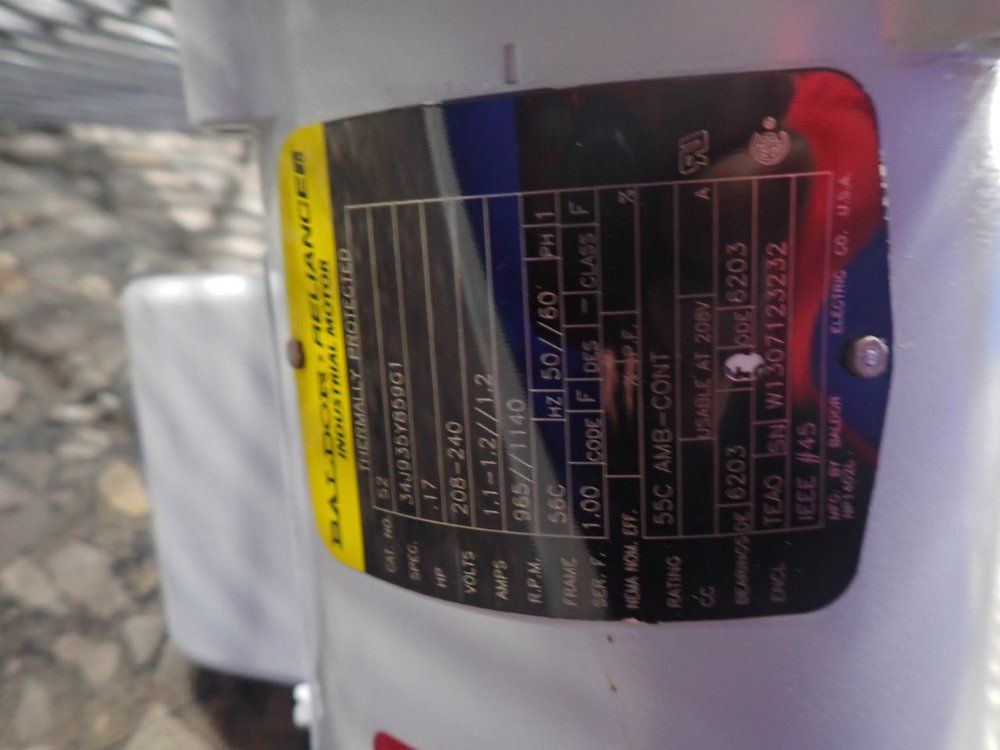 BALDOR · RELIANCER
INDUSTRIAL MOTOR
THERMALLY PROTECTED
CAT. NO. S2
SPEC. 34J935Y859G1
HP .17
VOLTS 208-240
AMPS 1.1-1.2//1.2
R.P.M. 965//1140
FRAME 56C HZ 50//60 PH 1
SER. F. 1.00 CODE F DES - CLASS F
NEMA NOM. EFF. P.F. %
RATING 55C AMB-CONT
CC USABLE AT 208V A
BEARINGS DE 6203 ODE 6203
ENCL TEAO SN W1307123232
IEEE #45
MFG. BY BALDOR ELECTRIC CO. U.S.A.